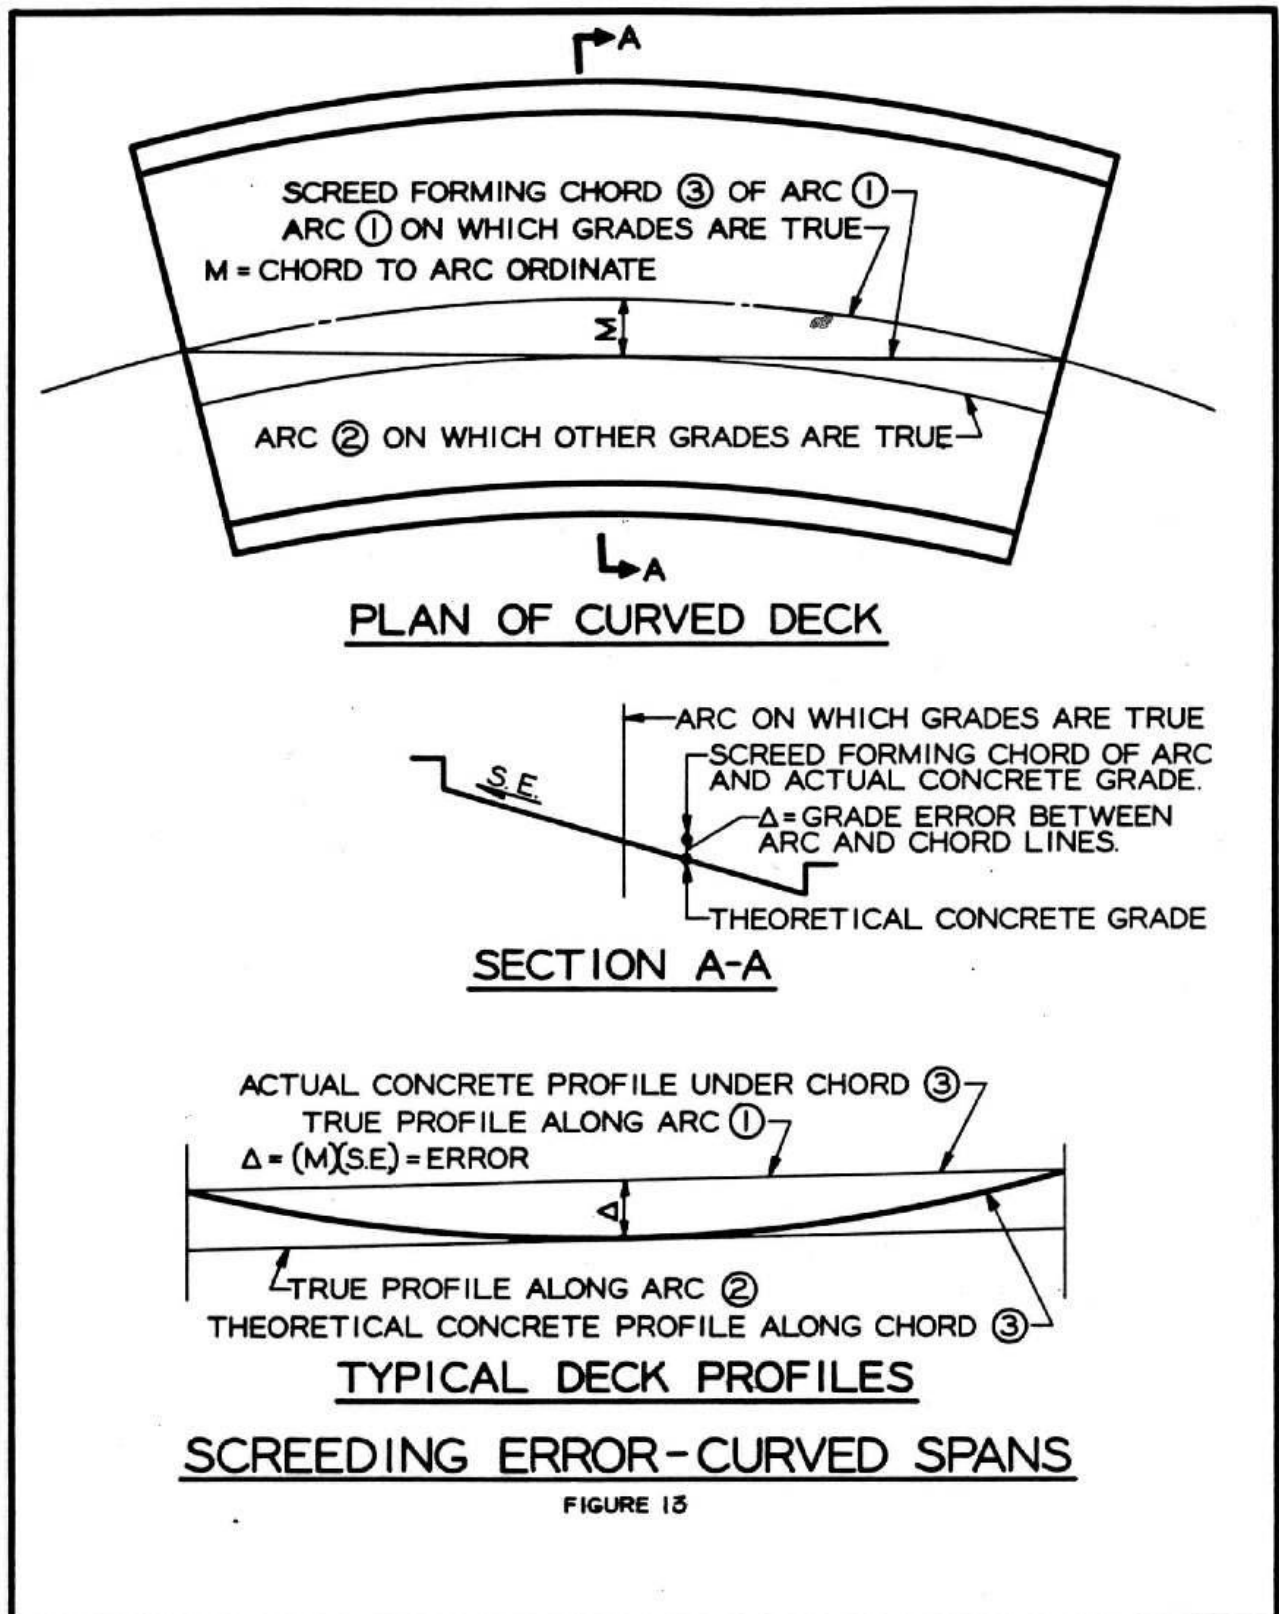 A
SCREED FORMING CHORD ③ OF ARC ①
ARC ① ON WHICH GRADES ARE TRUE
M = CHORD TO ARC ORDINATE
M
ARC ② ON WHICH OTHER GRADES ARE TRUE
A
PLAN OF CURVED DECK
ARC ON WHICH GRADES ARE TRUE
SCREED FORMING CHORD OF ARC
AND ACTUAL CONCRETE GRADE.
S.E.
Δ = GRADE ERROR BETWEEN
ARC AND CHORD LINES.
THEORETICAL CONCRETE GRADE
SECTION A-A
ACTUAL CONCRETE PROFILE UNDER CHORD ③
TRUE PROFILE ALONG ARC ①
Δ = (M)(S.E.) = ERROR
Δ
TRUE PROFILE ALONG ARC ②
THEORETICAL CONCRETE PROFILE ALONG CHORD ③
TYPICAL DECK PROFILES
SCREEDING ERROR-CURVED SPANS
FIGURE 13